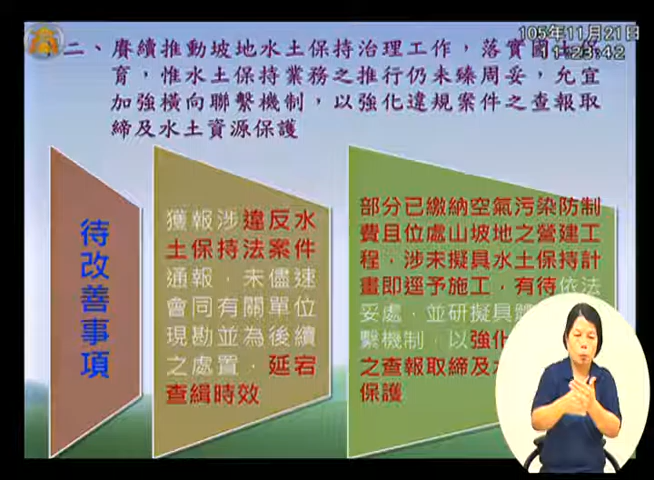 105年11月21日
11:23:42
二、賡續推動坡地水土保持治理工作，落實國
育，惟水土保持業務之推行仍未臻周妥，允宜
加強橫向聯繫機制，以強化違規案件之查報取
締及水土資源保護
待改善事項
獲報涉違反水
土保持法案件
通報，未儘速
會同有關單位
現勘並為後續
之處置，延宕
查緝時效
部分已繳納空氣污染防制
費且位處山坡地之營建工
程，涉未擬具水土保持計
畫即逕予施工，有待依法
妥處，並研擬具
繫機制，以強化
之查報取締及
保護